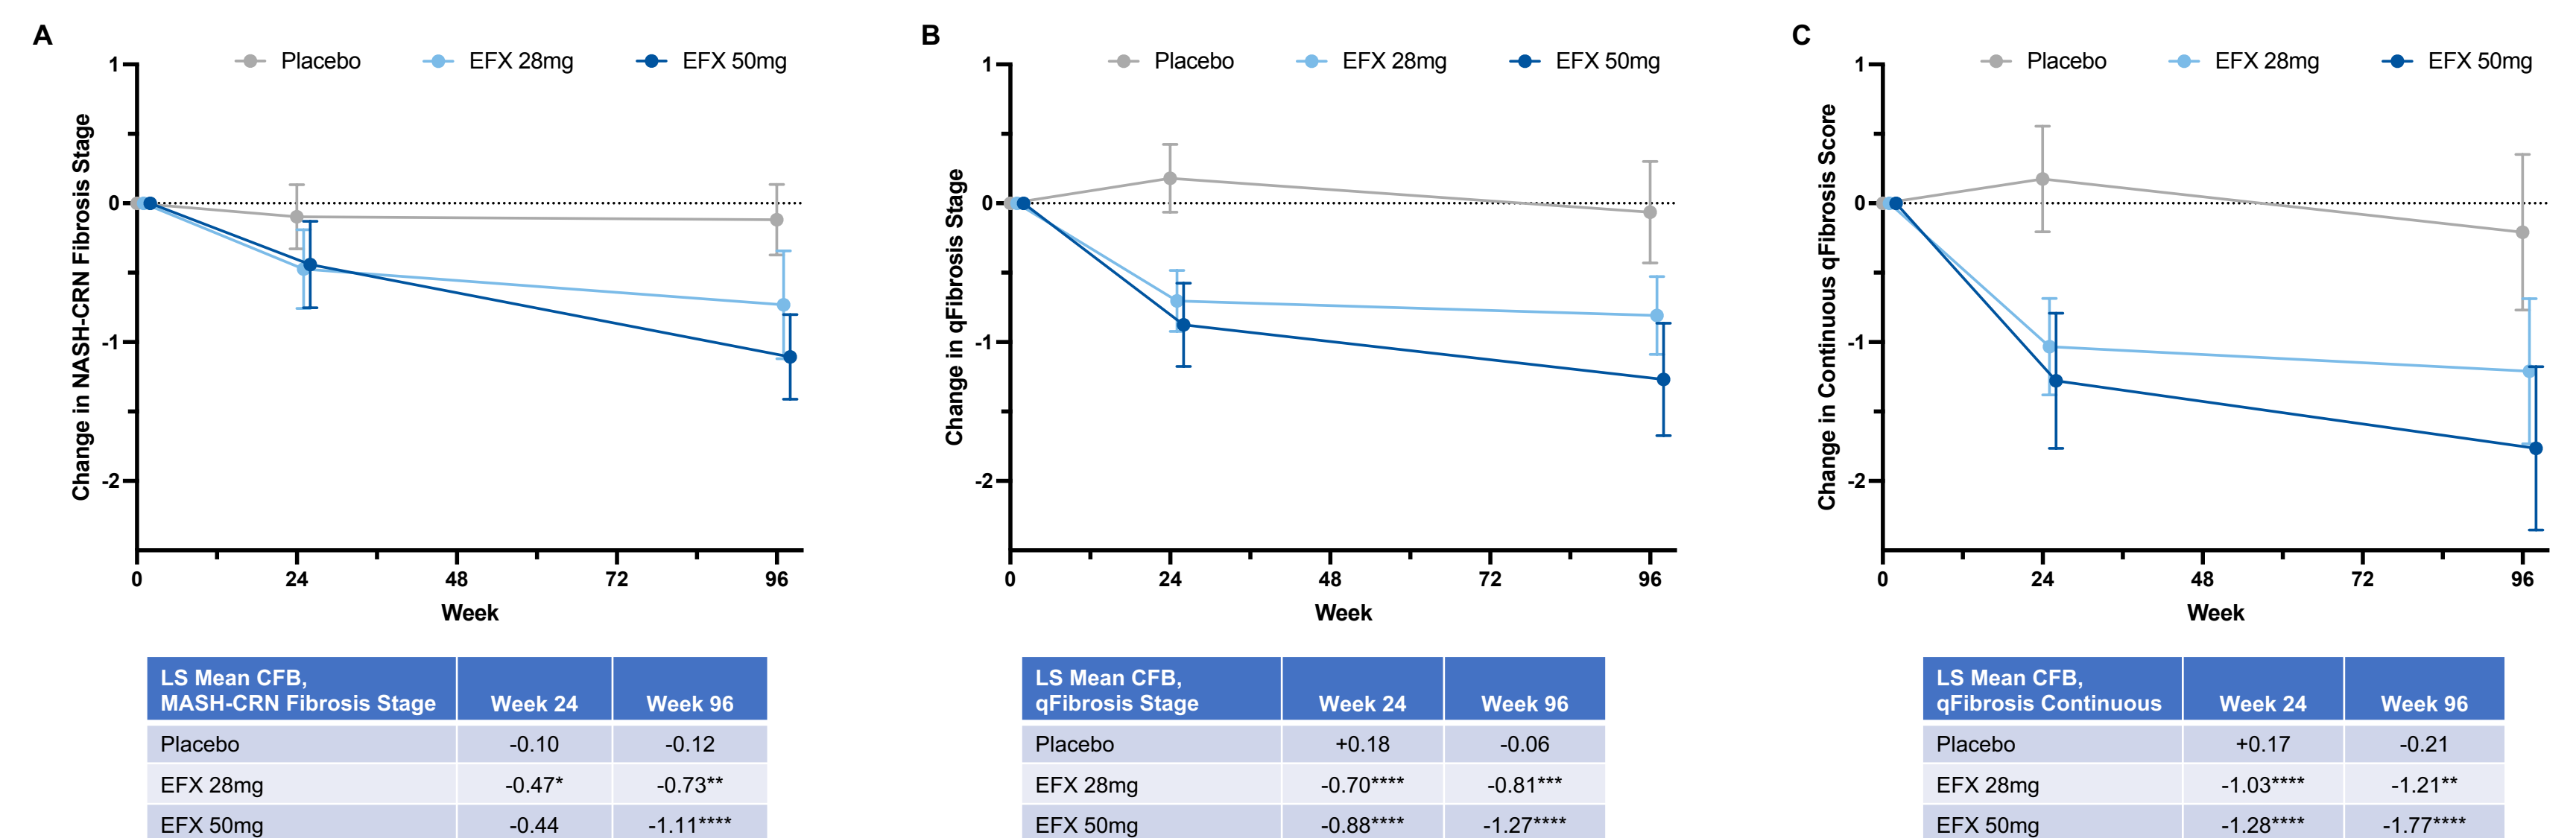 A
Placebo EFX 28mg EFX 50mg
Change in NASH-CRN Fibrosis Stage
1
0
-1
-2
0 24 48 72 96
Week
LS Mean CFB,
MASH-CRN Fibrosis Stage Week 24 Week 96
Placebo -0.10 -0.12
EFX 28mg -0.47* -0.73**
EFX 50mg -0.44 -1.11****
B
Placebo EFX 28mg EFX 50mg
Change in qFibrosis Stage
1
0
-1
-2
0 24 48 72 96
Week
LS Mean CFB,
qFibrosis Stage Week 24 Week 96
Placebo +0.18 -0.06
EFX 28mg -0.70**** -0.81***
EFX 50mg -0.88**** -1.27****
C
Placebo EFX 28mg EFX 50mg
Change in Continuous qFibrosis Score
1
0
-1
-2
0 24 48 72 96
Week
LS Mean CFB,
qFibrosis Continuous Week 24 Week 96
Placebo +0.17 -0.21
EFX 28mg -1.03**** -1.21**
EFX 50mg -1.28**** -1.77****